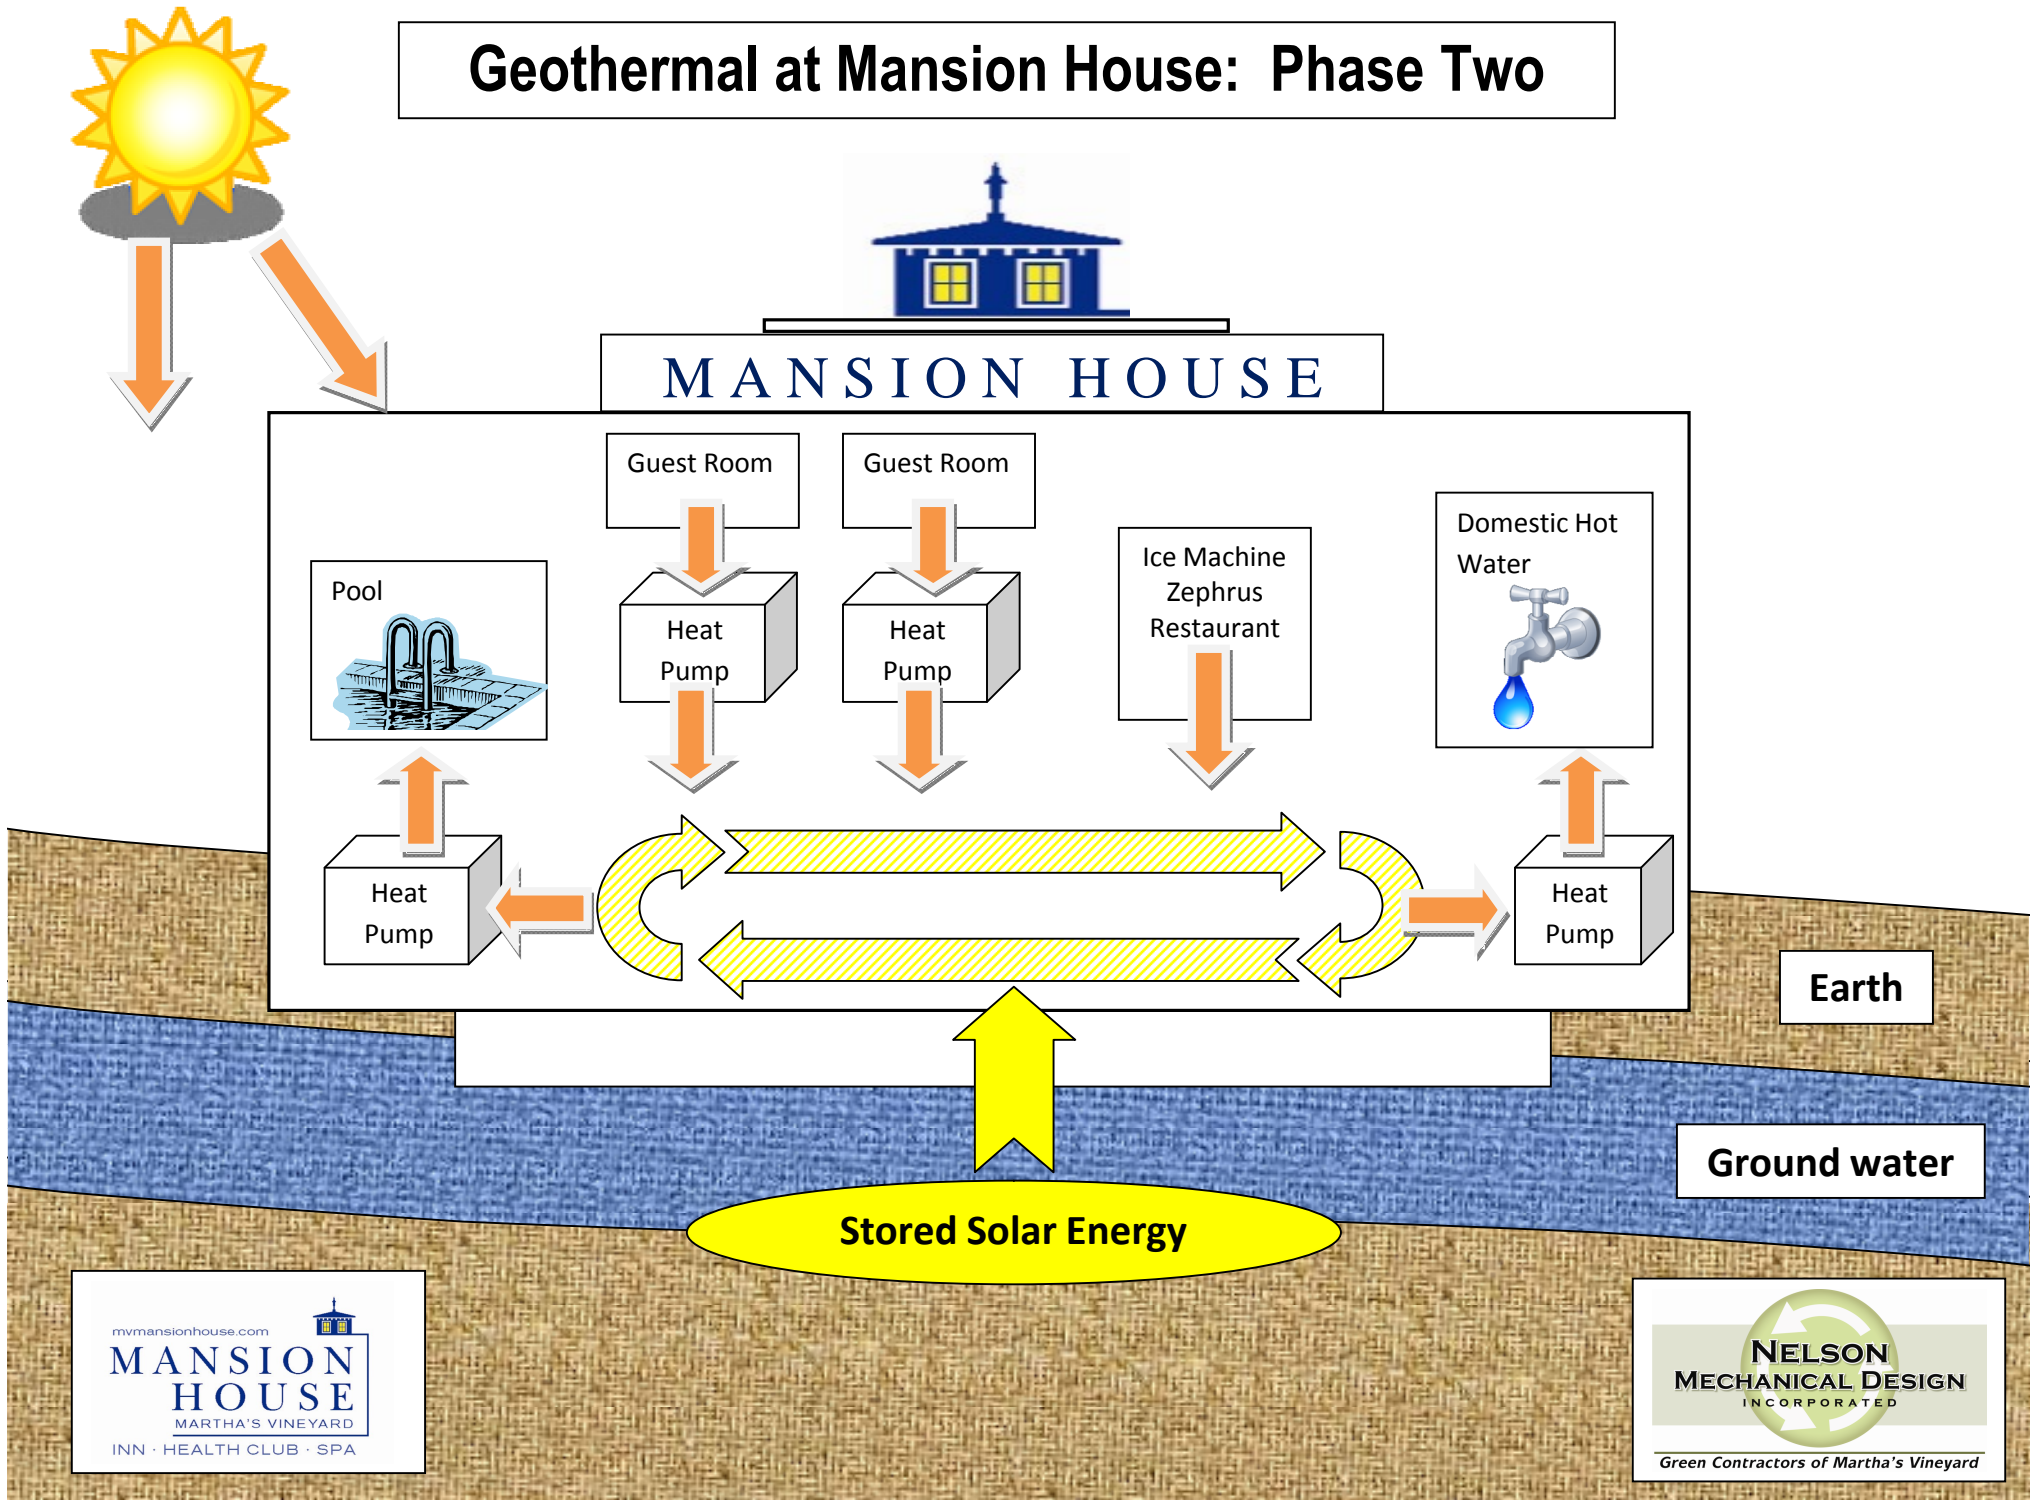 Geothermal at Mansion House: Phase Two
MANSION HOUSE
Guest Room
Guest Room
Domestic Hot
Water
Ice Machine
Zephrus
Restaurant
Pool
Heat
Pump
Heat
Pump
Heat
Pump
Heat
Pump
Earth
Ground water
Stored Solar Energy
mvmansionhouse.com
MANSION
HOUSE
MARTHA'S VINEYARD
INN · HEALTH CLUB · SPA
NELSON
MECHANICAL DESIGN
INCORPORATED
Green Contractors of Martha's Vineyard